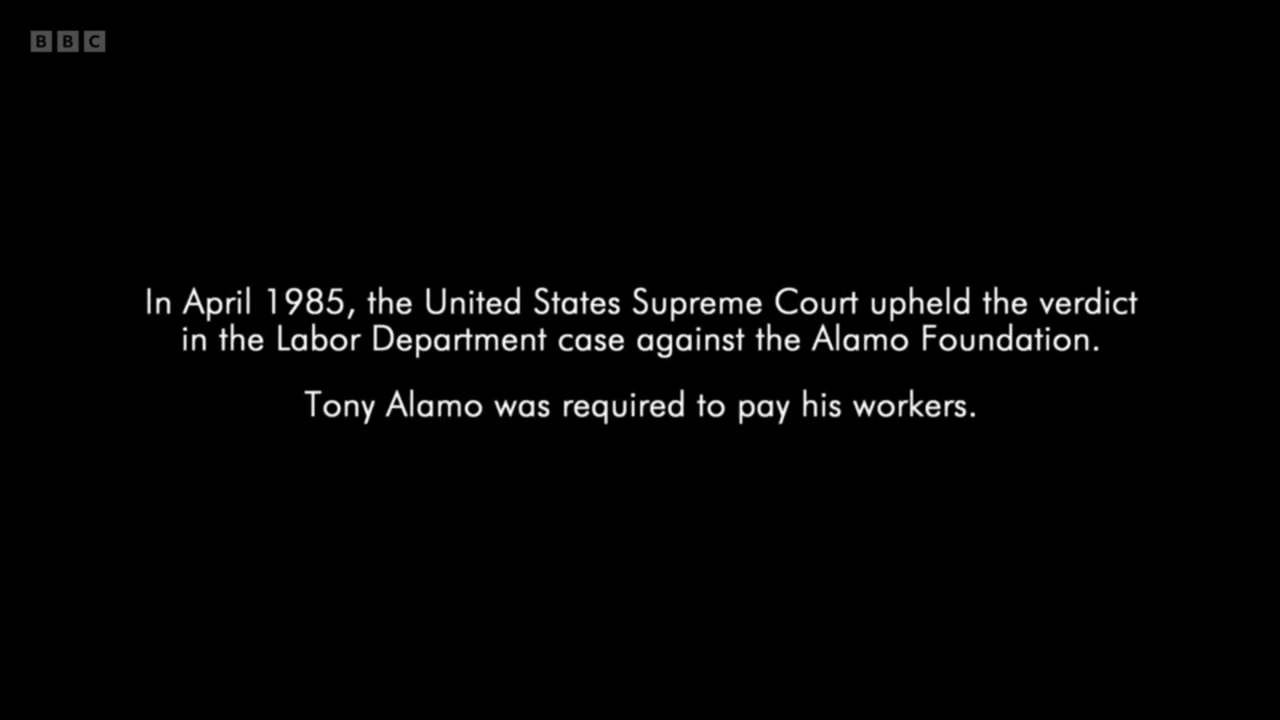 BBC
In April 1985, the United States Supreme Court upheld the verdict
in the Labor Department case against the Alamo Foundation.
Tony Alamo was required to pay his workers.